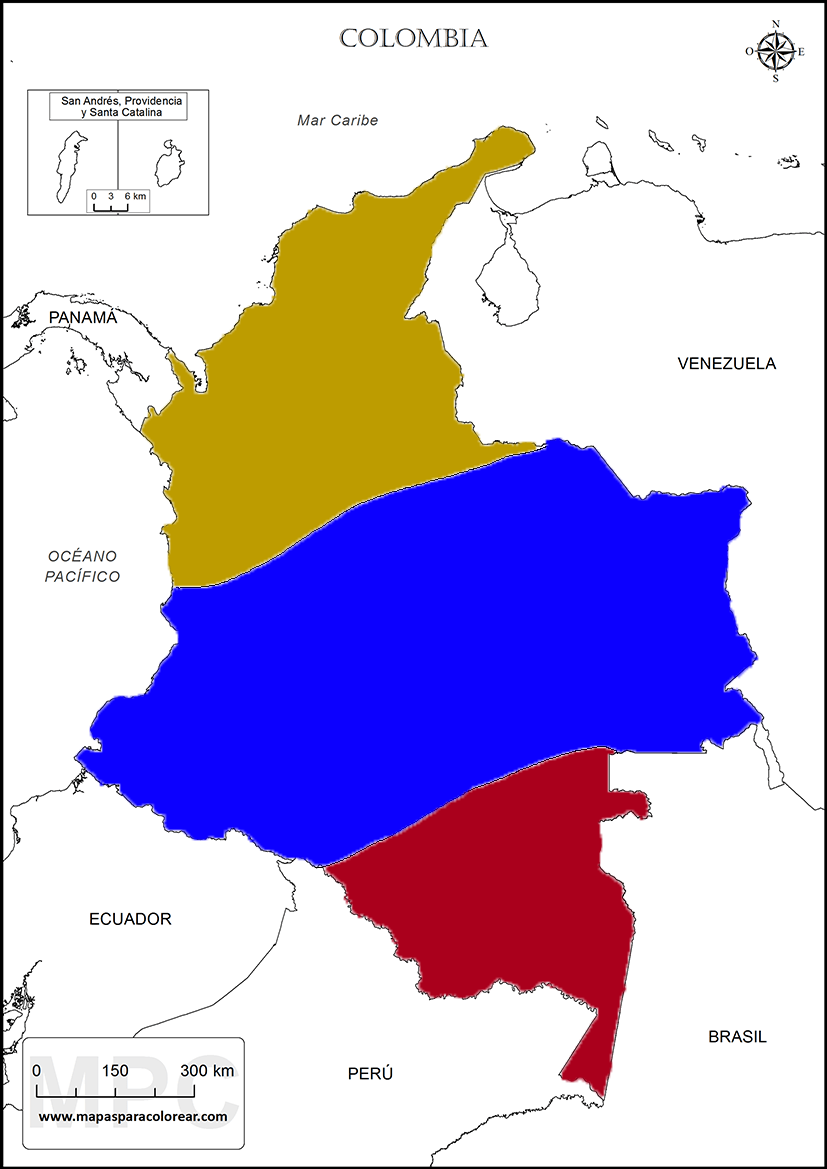 COLOMBIA
N
O
E
S
San Andrés, Providencia
y Santa Catalina
0 3 6 km
Mar Caribe
PANAMÁ
VENEZUELA
OCÉANO
PACÍFICO
ECUADOR
BRASIL
PERÚ
MPC
0 150 300 km
www.mapasparacolorear.com